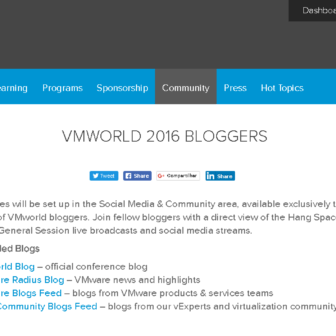 Dashboa
earning Programs Sponsorship Community Press Hot Topics
VMWORLD 2016 BLOGGERS
Tweet Share Compartilhar Share
es will be set up in the Social Media & Community area, available exclusively t
of VMworld bloggers. Join fellow bloggers with a direct view of the Hang Spac
General Session live broadcasts and social media streams.
ded Blogs
rld Blog – official conference blog
re Radius Blog – VMware news and highlights
re Blogs Feed – blogs from VMware products & services teams
Community Blogs Feed – blogs from our vExperts and virtualization community